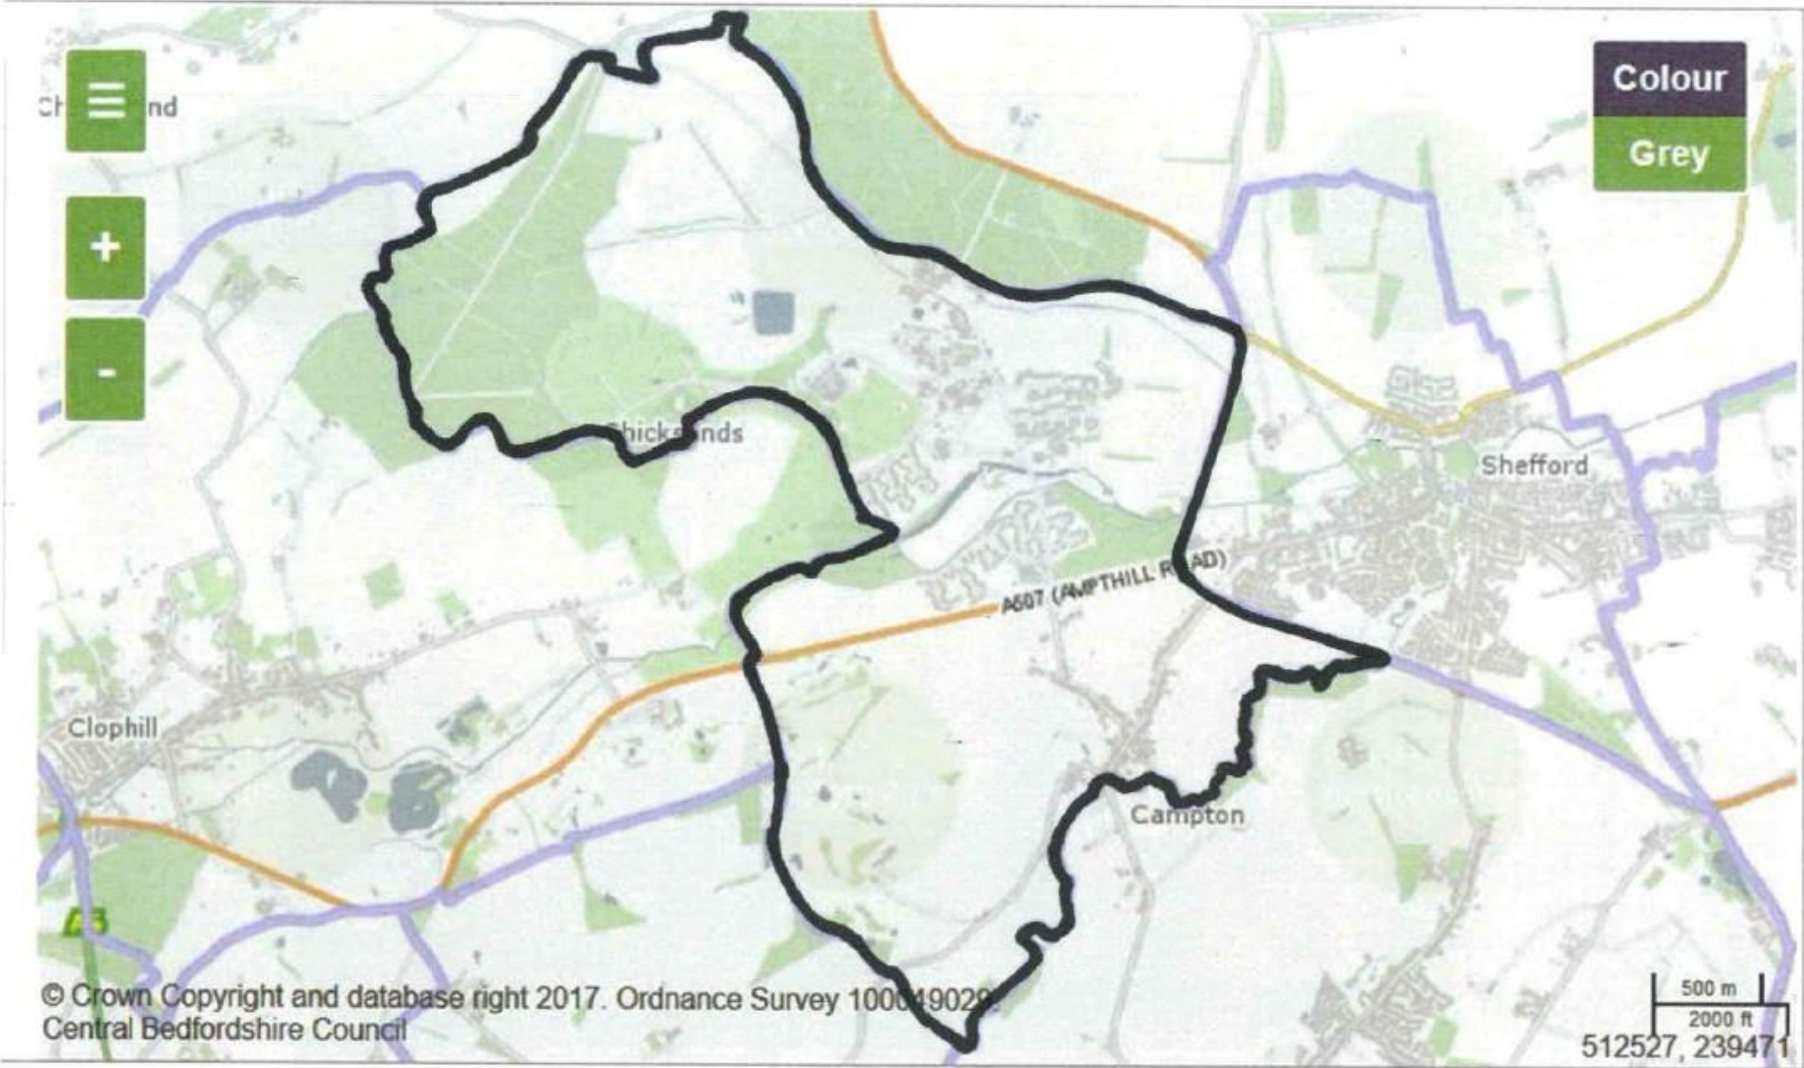 Colour
Grey
+
-
Shefford
A507 (AMPTHILL
Clophill
Campton
© Crown Copyright and database right 2017. Ordnance Survey
Central Bedfordshire Council
500 m
2000 ft
512527, 239471